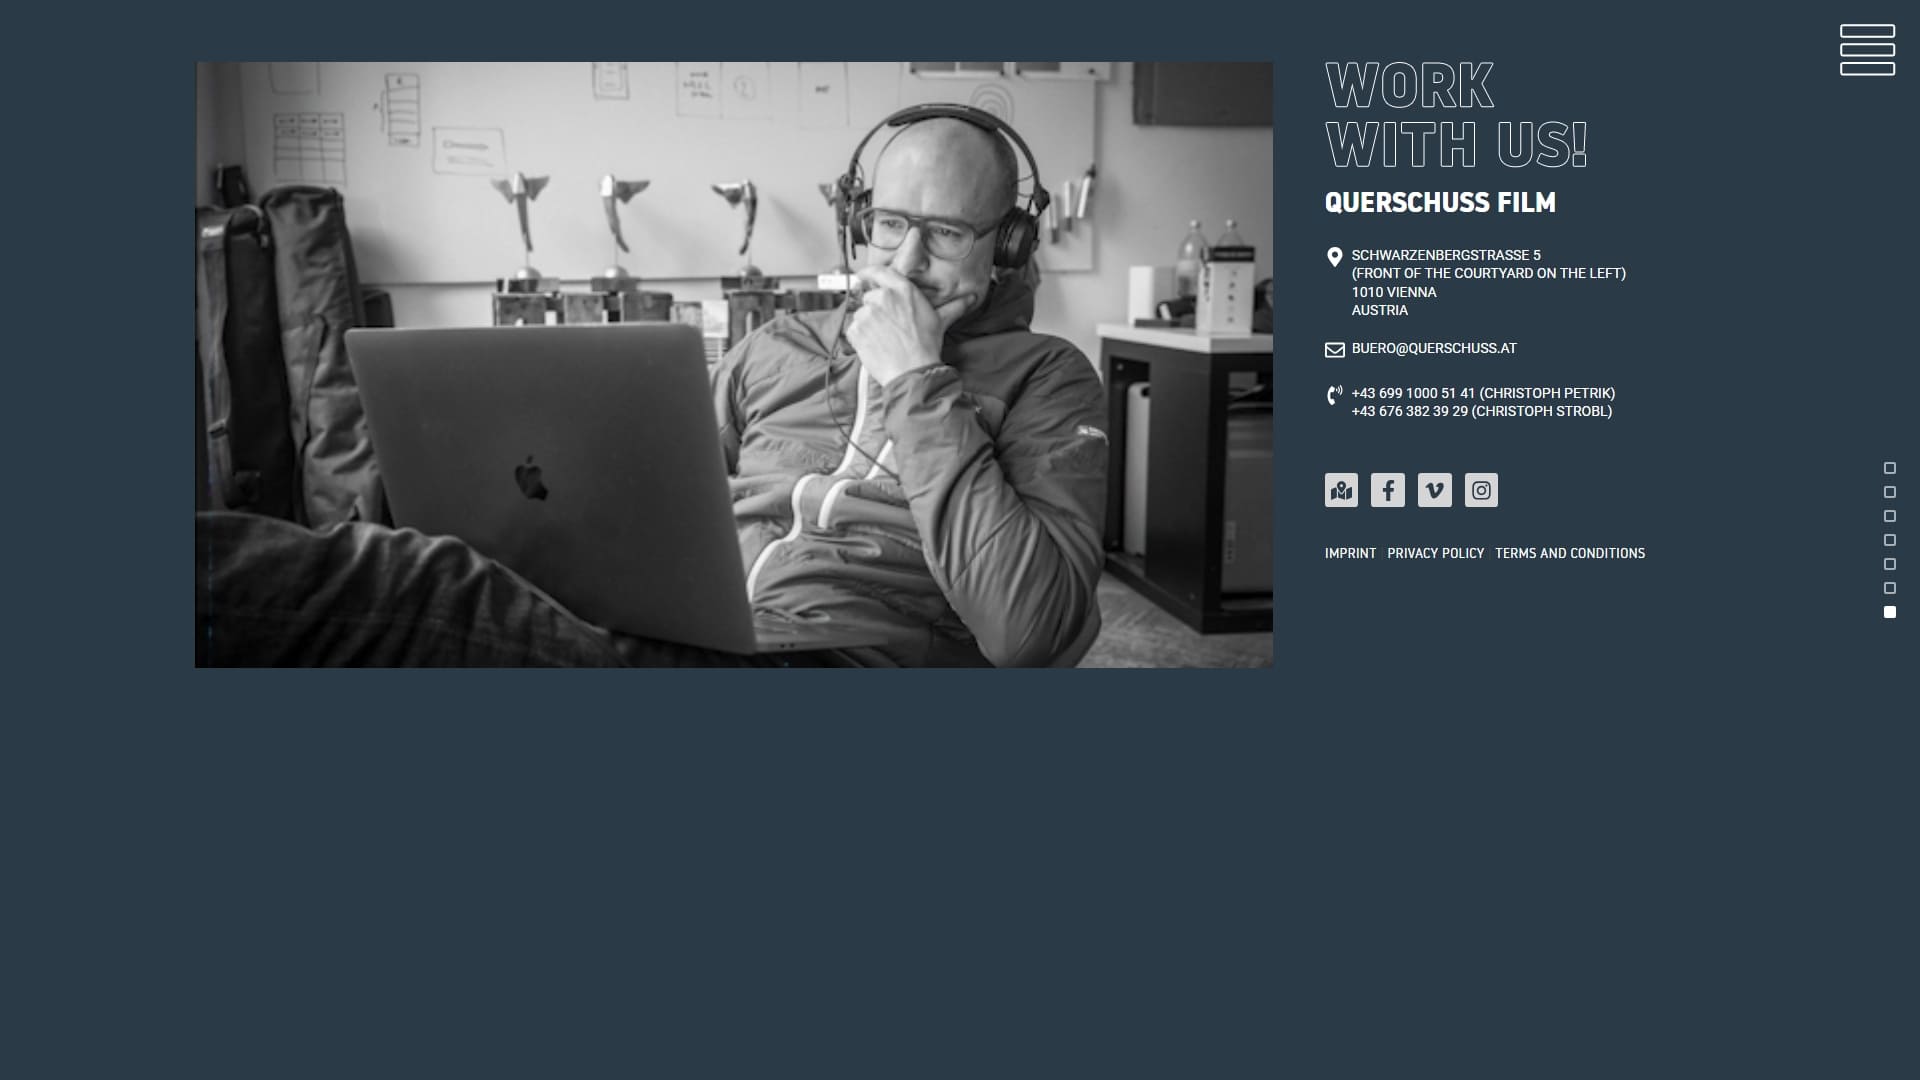 WORK
WITH US!
QUERSCHUSS FILM
SCHWARZENBERGSTRASSE 5
(FRONT OF THE COURTYARD ON THE LEFT)
1010 VIENNA
AUSTRIA
BUERO@QUERSCHUSS.AT
+43 699 1000 51 41 (CHRISTOPH PETRIK)
+43 676 382 39 29 (CHRISTOPH STROBL)
IMPRINT | PRIVACY POLICY | TERMS AND CONDITIONS